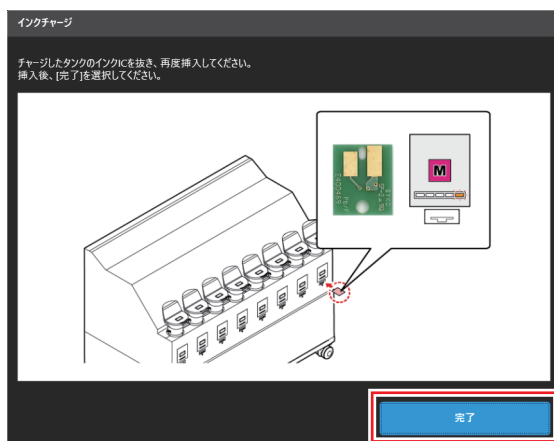 インクチャージ
チャージしたタンクのインクICを抜き、再度挿入してください。
挿入後、[完了]を選択してください。
M
完了